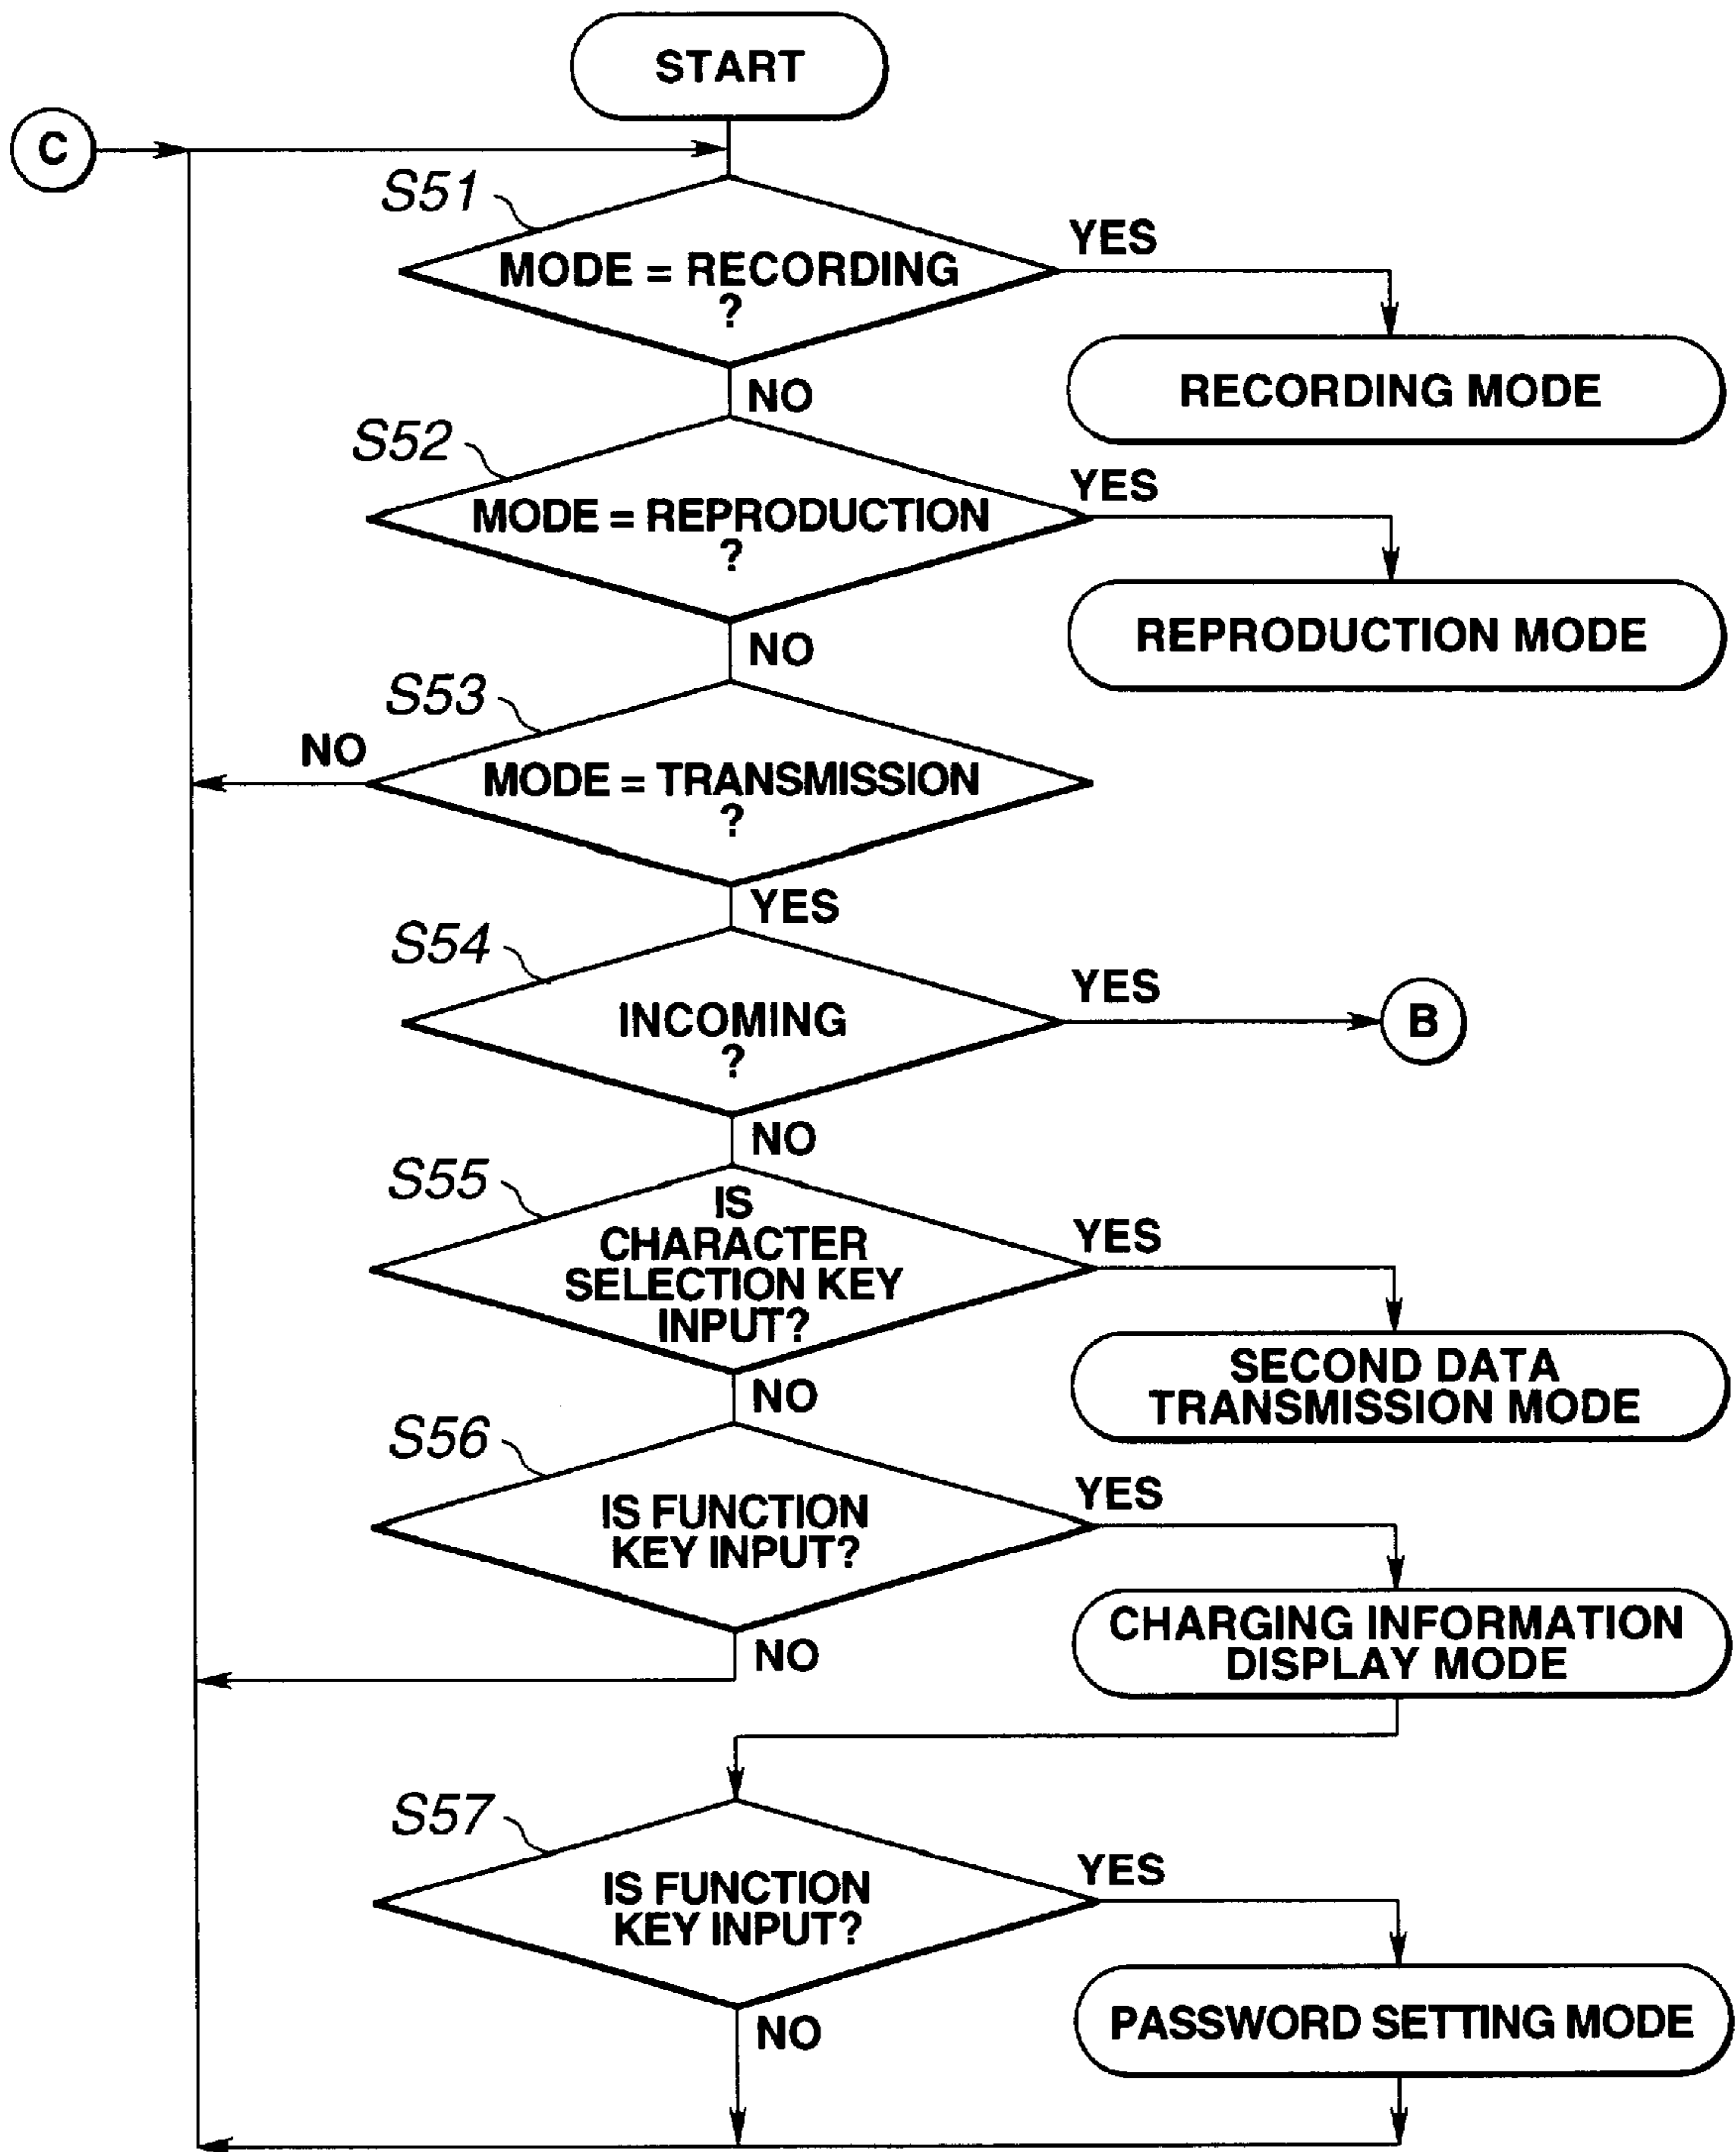 START
C
S51
YES
MODE = RECORDING
?
RECORDING MODE
NO
S52
YES
MODE = REPRODUCTION
?
REPRODUCTION MODE
NO
S53
NO
MODE = TRANSMISSION
?
YES
S54
YES
INCOMING
?
B
NO
S55
IS
CHARACTER
SELECTION KEY
INPUT?
YES
SECOND DATA
TRANSMISSION MODE
NO
S56
YES
IS FUNCTION
KEY INPUT?
CHARGING INFORMATION
DISPLAY MODE
NO
S57
YES
IS FUNCTION
KEY INPUT?
PASSWORD SETTING MODE
NO